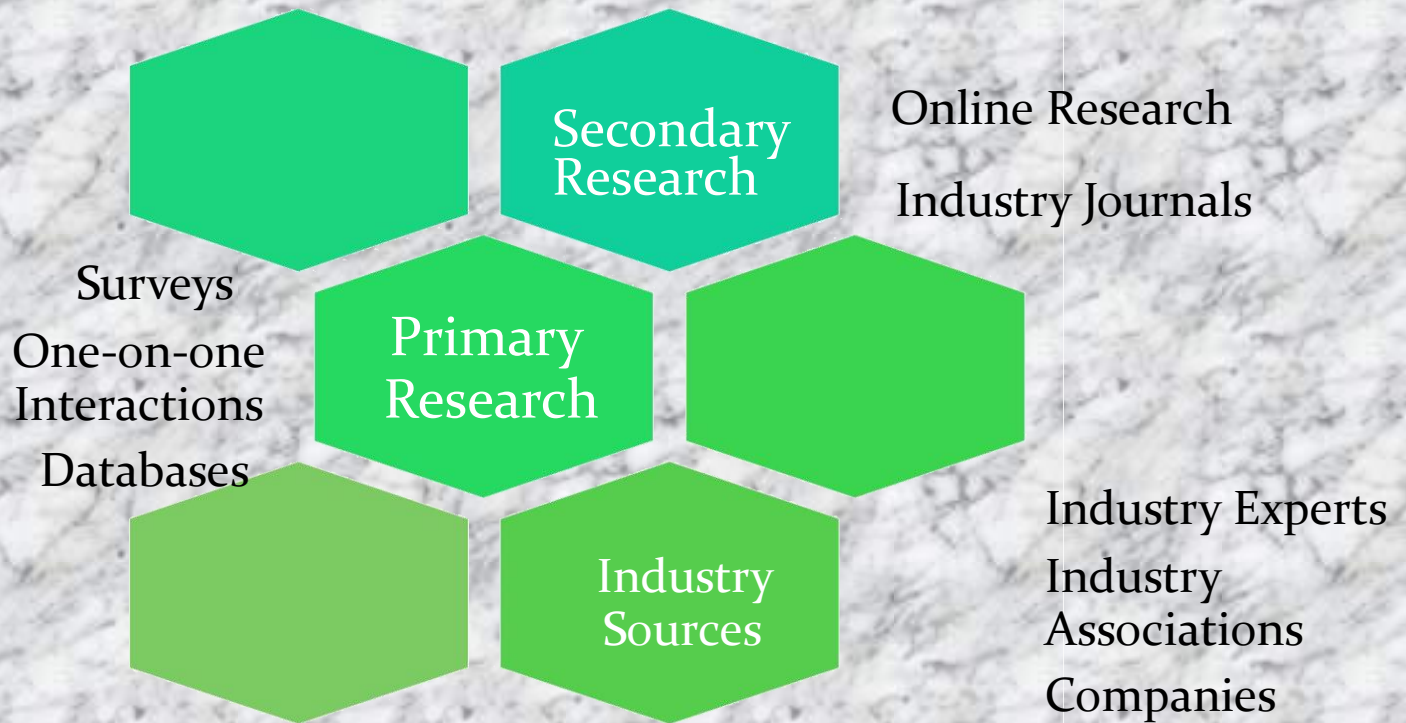 Secondary
Research
Online Research
Industry Journals
Surveys
One-on-one
Interactions
Databases
Primary
Research
Industry
Sources
Industry Experts
Industry
Associations
Companies